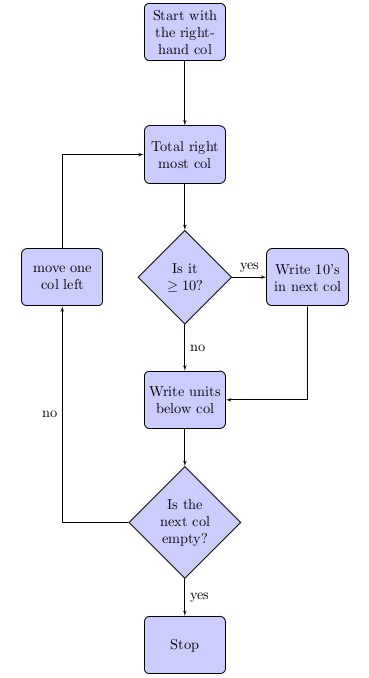 Start with
the right-
hand col
Total right
most col
move one
col left
Is it
≥ 10?
yes
Write 10's
in next col
no
Write units
below col
no
Is the
next col
empty?
yes
Stop